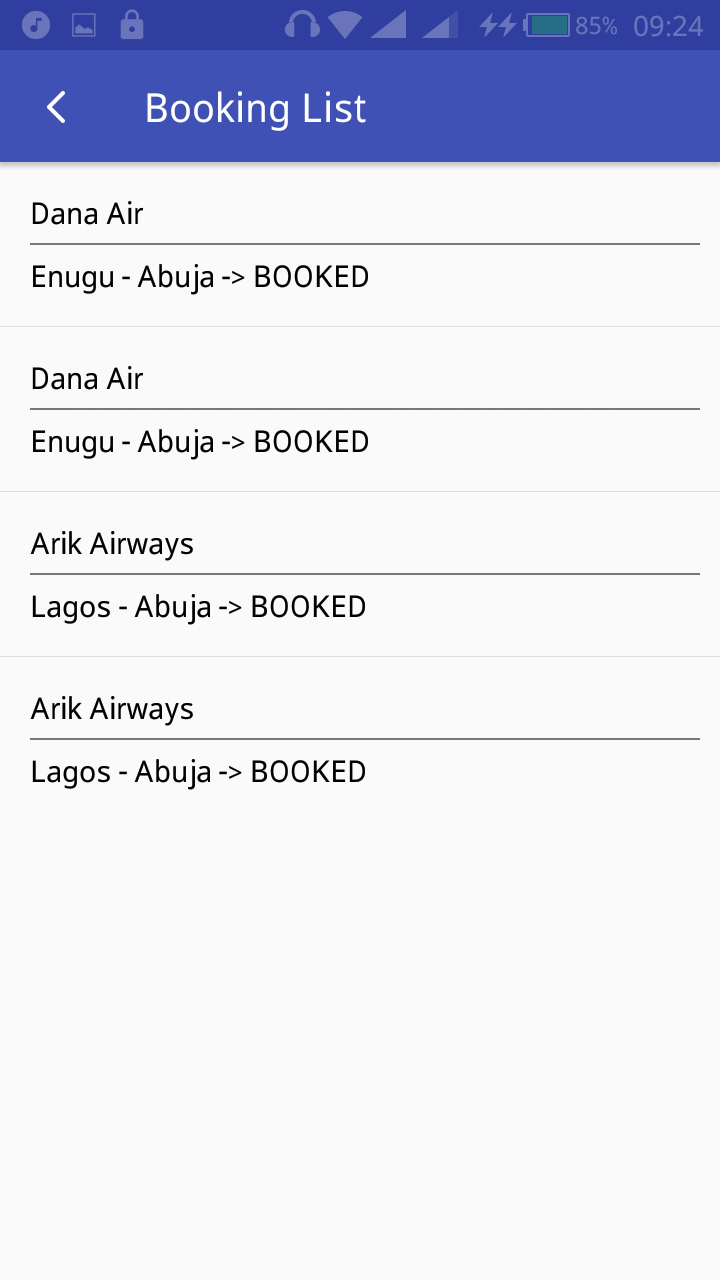 85% 09:24
Booking List
Dana Air
Enugu - Abuja -> BOOKED
Dana Air
Enugu - Abuja -> BOOKED
Arik Airways
Lagos - Abuja -> BOOKED
Arik Airways
Lagos - Abuja -> BOOKED